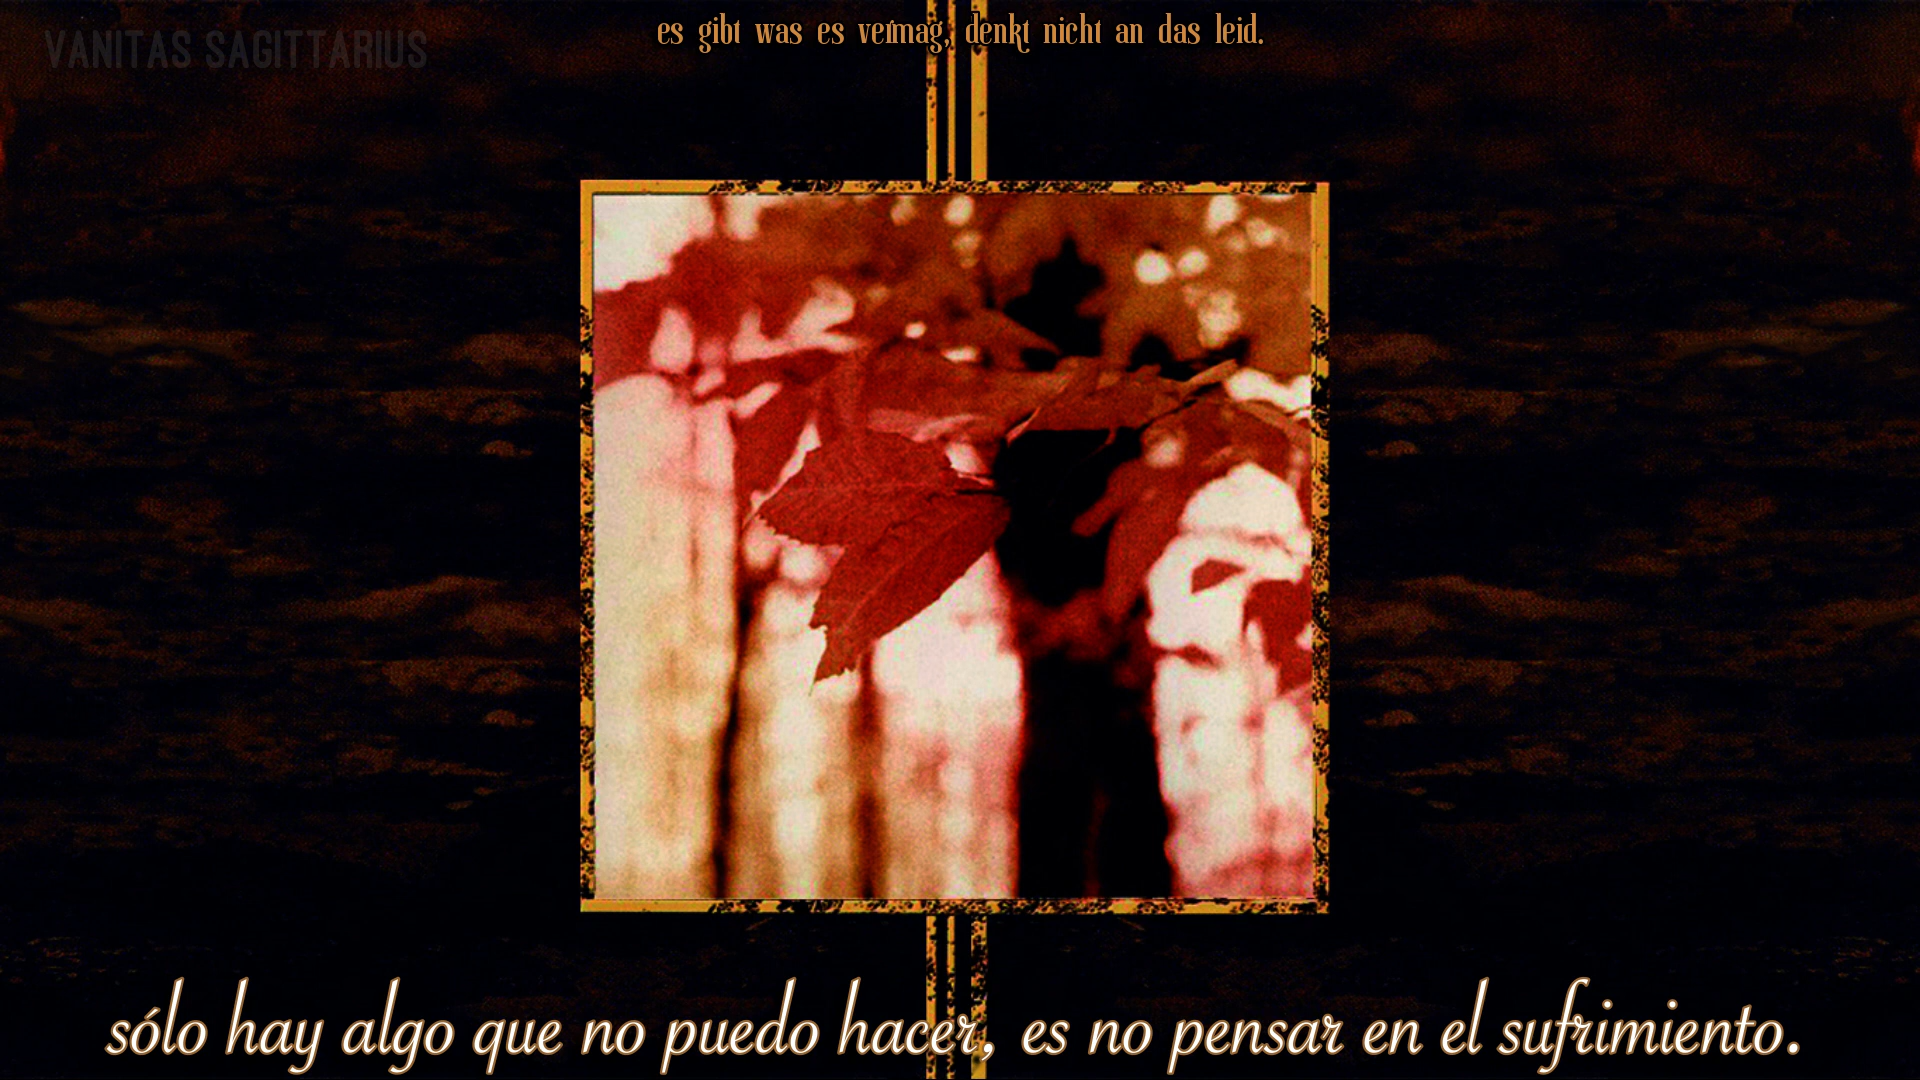 VANITAS SAGITTARIUS
es gibt was es vermag, denkt nicht an das leid.
sólo hay algo que no puedo hacer, es no pensar en el sufrimiento.